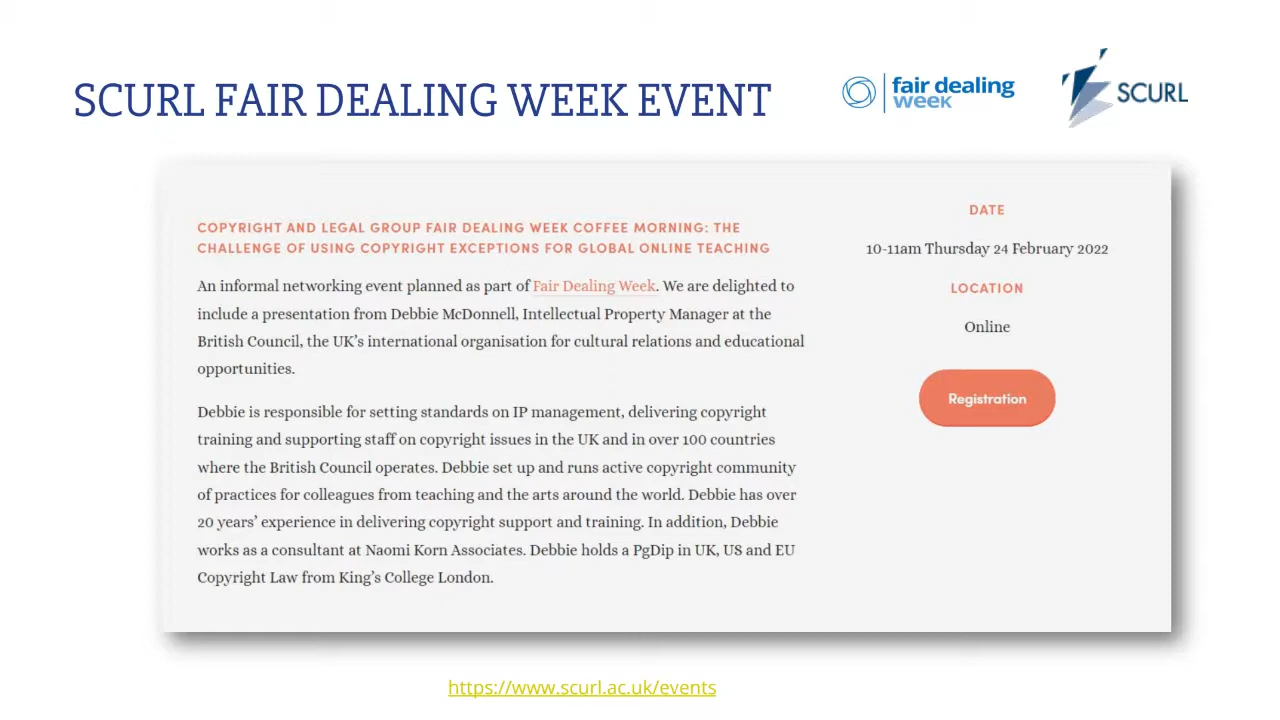 SCURL FAIR DEALING WEEK EVENT
fair dealing
week
SCURL
COPYRIGHT AND LEGAL GROUP FAIR DEALING WEEK COFFEE MORNING: THE
CHALLENGE OF USING COPYRIGHT EXCEPTIONS FOR GLOBAL ONLINE TEACHING
An informal networking event planned as part of Fair Dealing Week. We are delighted to
include a presentation from Debbie McDonnell, Intellectual Property Manager at the
British Council, the UK’s international organisation for cultural relations and educational
opportunities.
Debbie is responsible for setting standards on IP management, delivering copyright
training and supporting staff on copyright issues in the UK and in over 100 countries
where the British Council operates. Debbie set up and runs active copyright community
of practices for colleagues from teaching and the arts around the world. Debbie has over
20 years’ experience in delivering copyright support and training. In addition, Debbie
works as a consultant at Naomi Korn Associates. Debbie holds a PgDip in UK, US and EU
Copyright Law from King’s College London.
DATE
10-11am Thursday 24 February 2022
LOCATION
Online
Registration
https://www.scurl.ac.uk/events